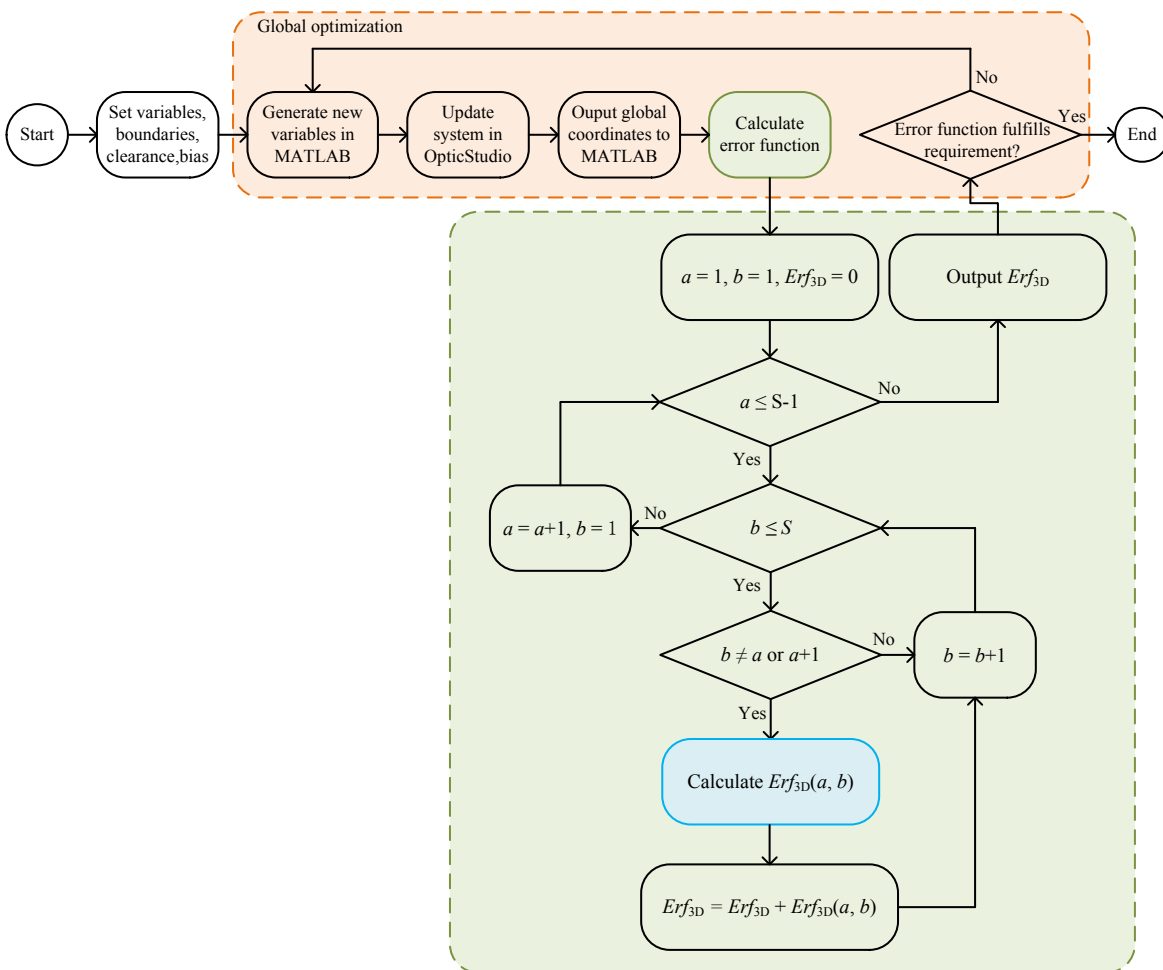 Global optimization
Start
Set variables,
boundaries,
clearance,bias
Generate new
variables in
MATLAB
Update
system in
OpticStudio
Ouput global
coordinates to
MATLAB
Calculate
error function
No
Error function fulfills
requirement?
Yes
End
a = 1, b = 1, Erf3D = 0
Output Erf3D
a ≤ S-1
No
Yes
a = a+1, b = 1
No
b ≤ S
Yes
b ≠ a or a+1
No
b = b+1
Yes
Calculate Erf3D(a, b)
Erf3D = Erf3D + Erf3D(a, b)